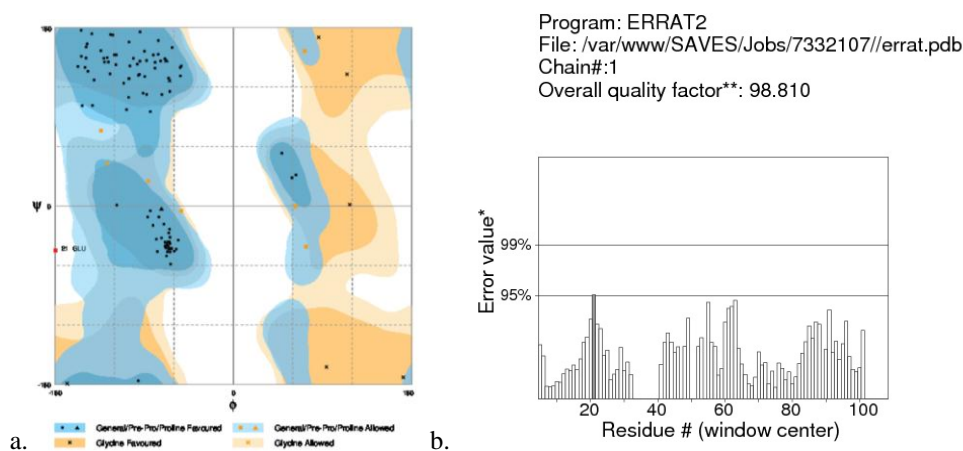 Program: ERRAT2
File: /var/www/SAVES/Jobs/7332107//errat.pdb
Chain#:1
Overall quality factor**: 98.810
180
Ψ 0
21 GLU
-180
-180 0 180
ϕ
General/Pre-Pro/Proline Favoured General/Pre-Pro/Proline Allowed
Glycine Favoured Glycine Allowed
a.
Error value*
99%
95%
20 40 60 80 100
Residue # (window center)
b.